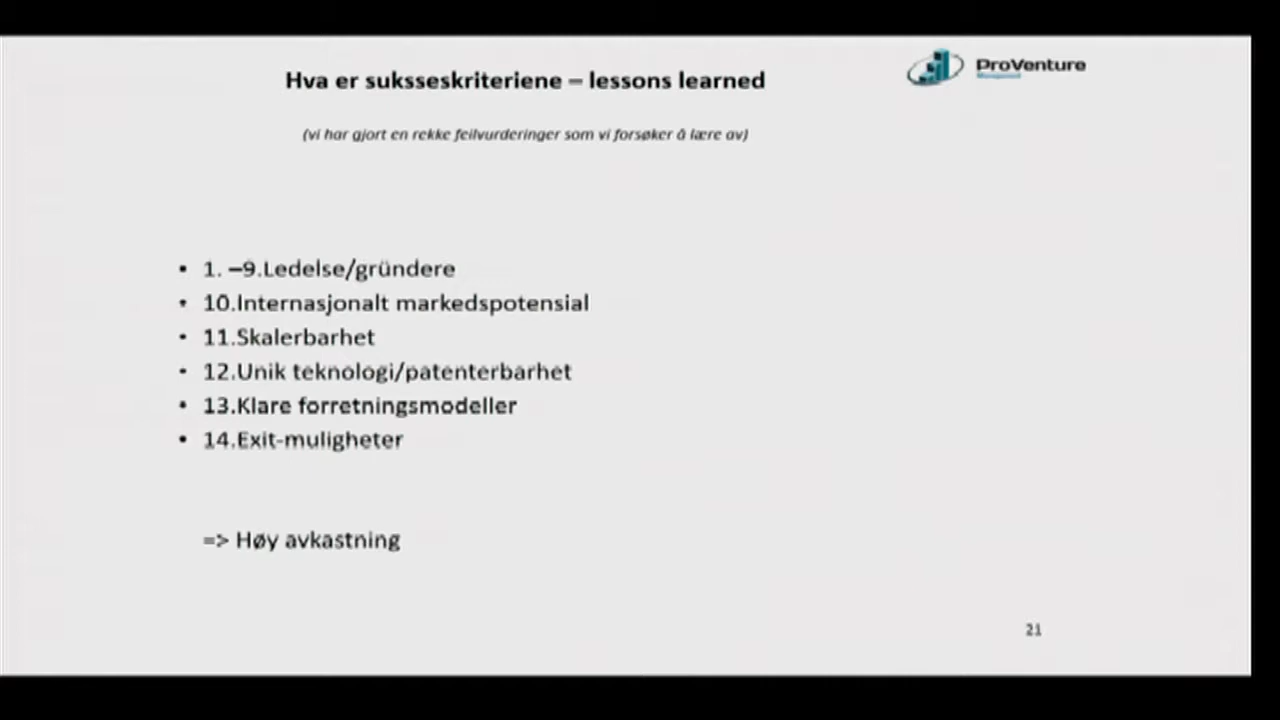 Hva er suksseskriteriene – lessons learned
ProVenture
(vi har gjort en rekke feilvurderinger som vi forsøker å lære av)
• 1. –9.Ledelse/gründere
• 10.Internasjonalt markedspotensial
• 11.Skalerbarhet
• 12.Unik teknologi/patenterbarhet
• 13.Klare forretningsmodeller
• 14.Exit-muligheter
=> Høy avkastning
21